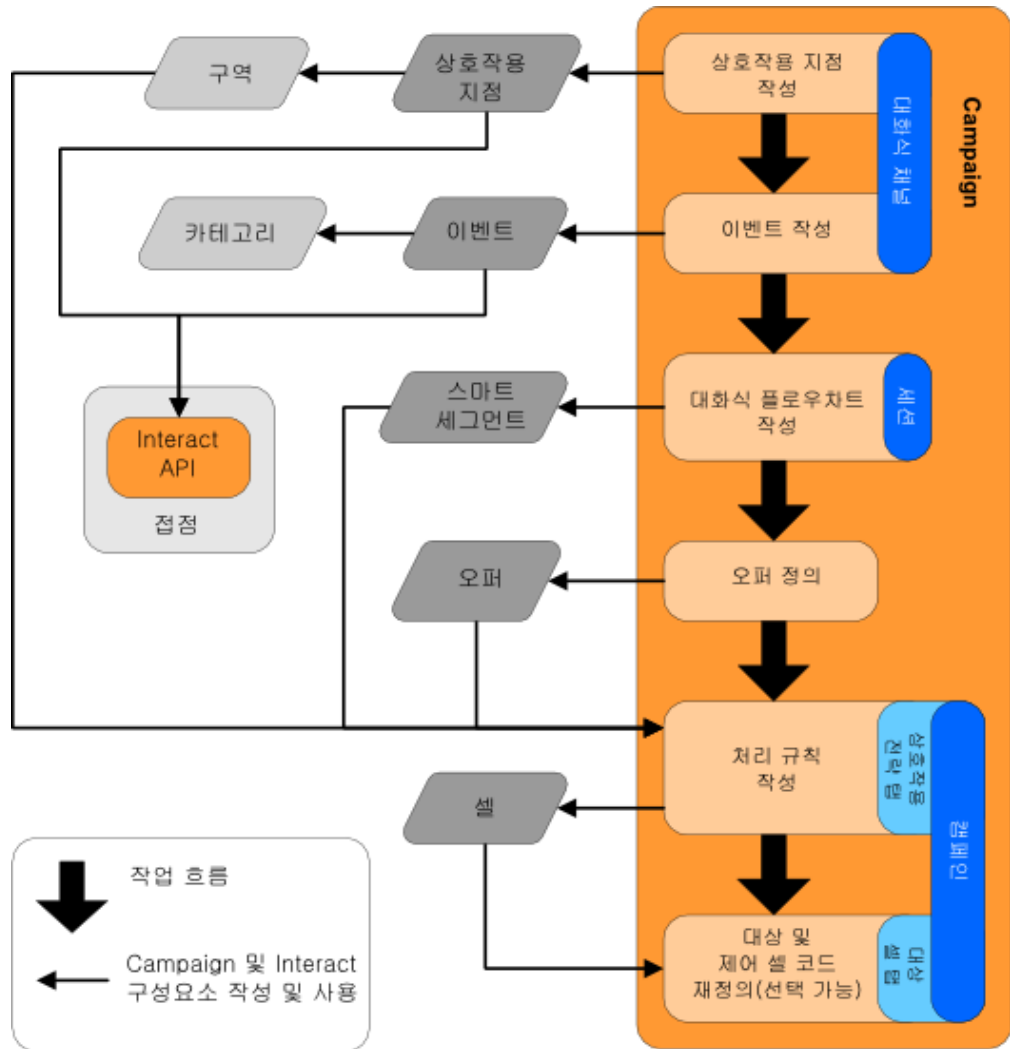 구역
상호작용
지점
상호작용 지점
작성
대화식 채널
Campaign
카테고리
이벤트
이벤트 작성
스마트
세그먼트
대화식 플로우차트
작성
세션
Interact
API
접점
오퍼
오퍼 정의
처리 규칙
작성
상호작용
전략 탭
셀
캠페인
작업 흐름
대상 및
제어 셀 코드
재정의(선택 가능)
대상
셀 탭
Campaign 및 Interact
구성요소 작성 및 사용